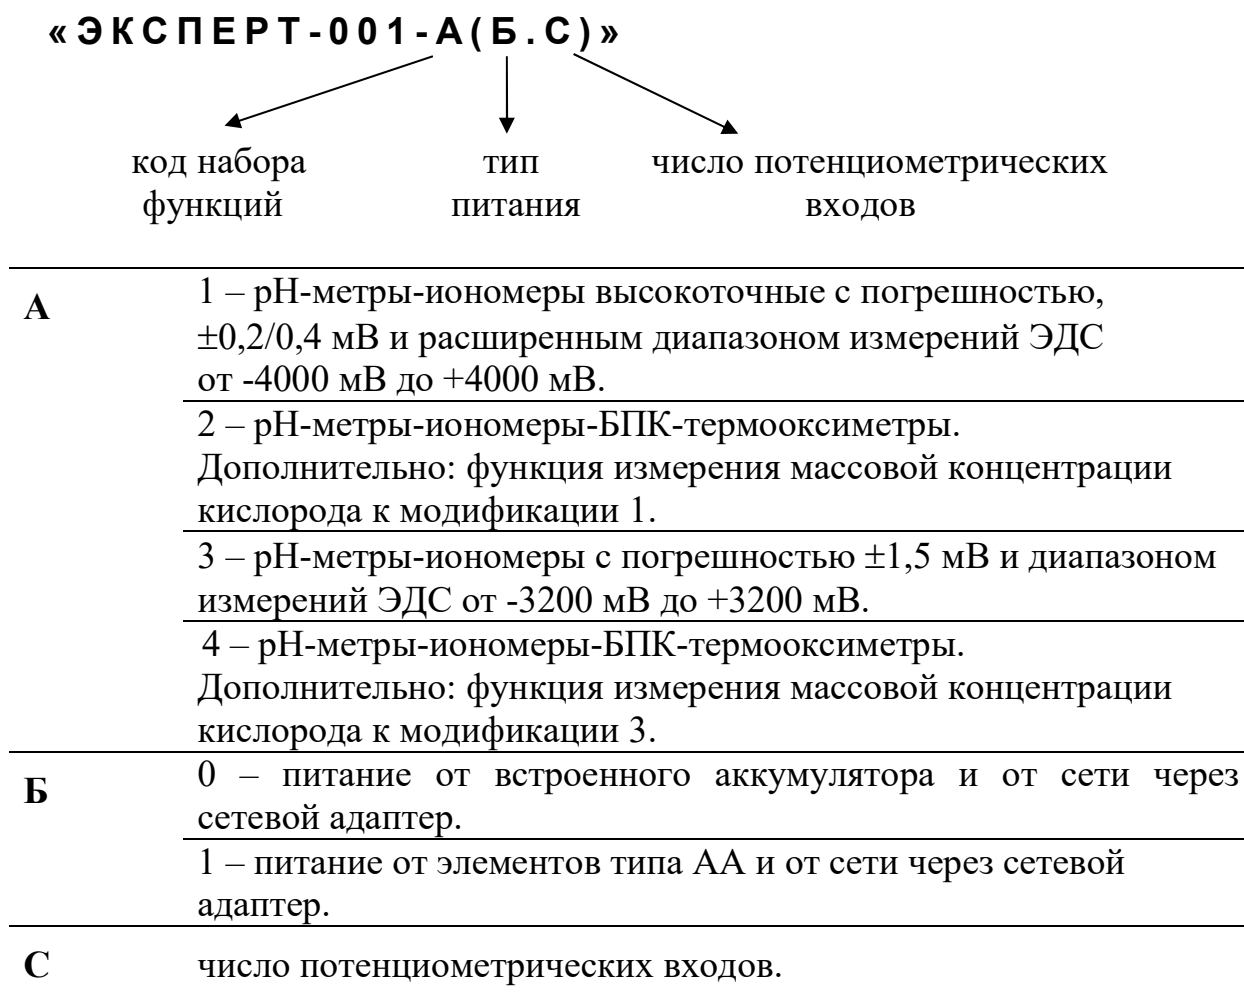 «ЭКСПЕРТ-001-А(Б.С)»
код набора тип число потенциометрических
функций питания входов
А 1 – рН-метры-иономеры высокоточные с погрешностью,
±0,2/0,4 мВ и расширенным диапазоном измерений ЭДС
от -4000 мВ до +4000 мВ.
2 – рН-метры-иономеры-БПК-термооксиметры.
Дополнительно: функция измерения массовой концентрации
кислорода к модификации 1.
3 – рН-метры-иономеры с погрешностью ±1,5 мВ и диапазоном
измерений ЭДС от -3200 мВ до +3200 мВ.
4 – рН-метры-иономеры-БПК-термооксиметры.
Дополнительно: функция измерения массовой концентрации
кислорода к модификации 3.
Б 0 – питание от встроенного аккумулятора и от сети через
сетевой адаптер.
1 – питание от элементов типа АА и от сети через сетевой
адаптер.
С число потенциометрических входов.